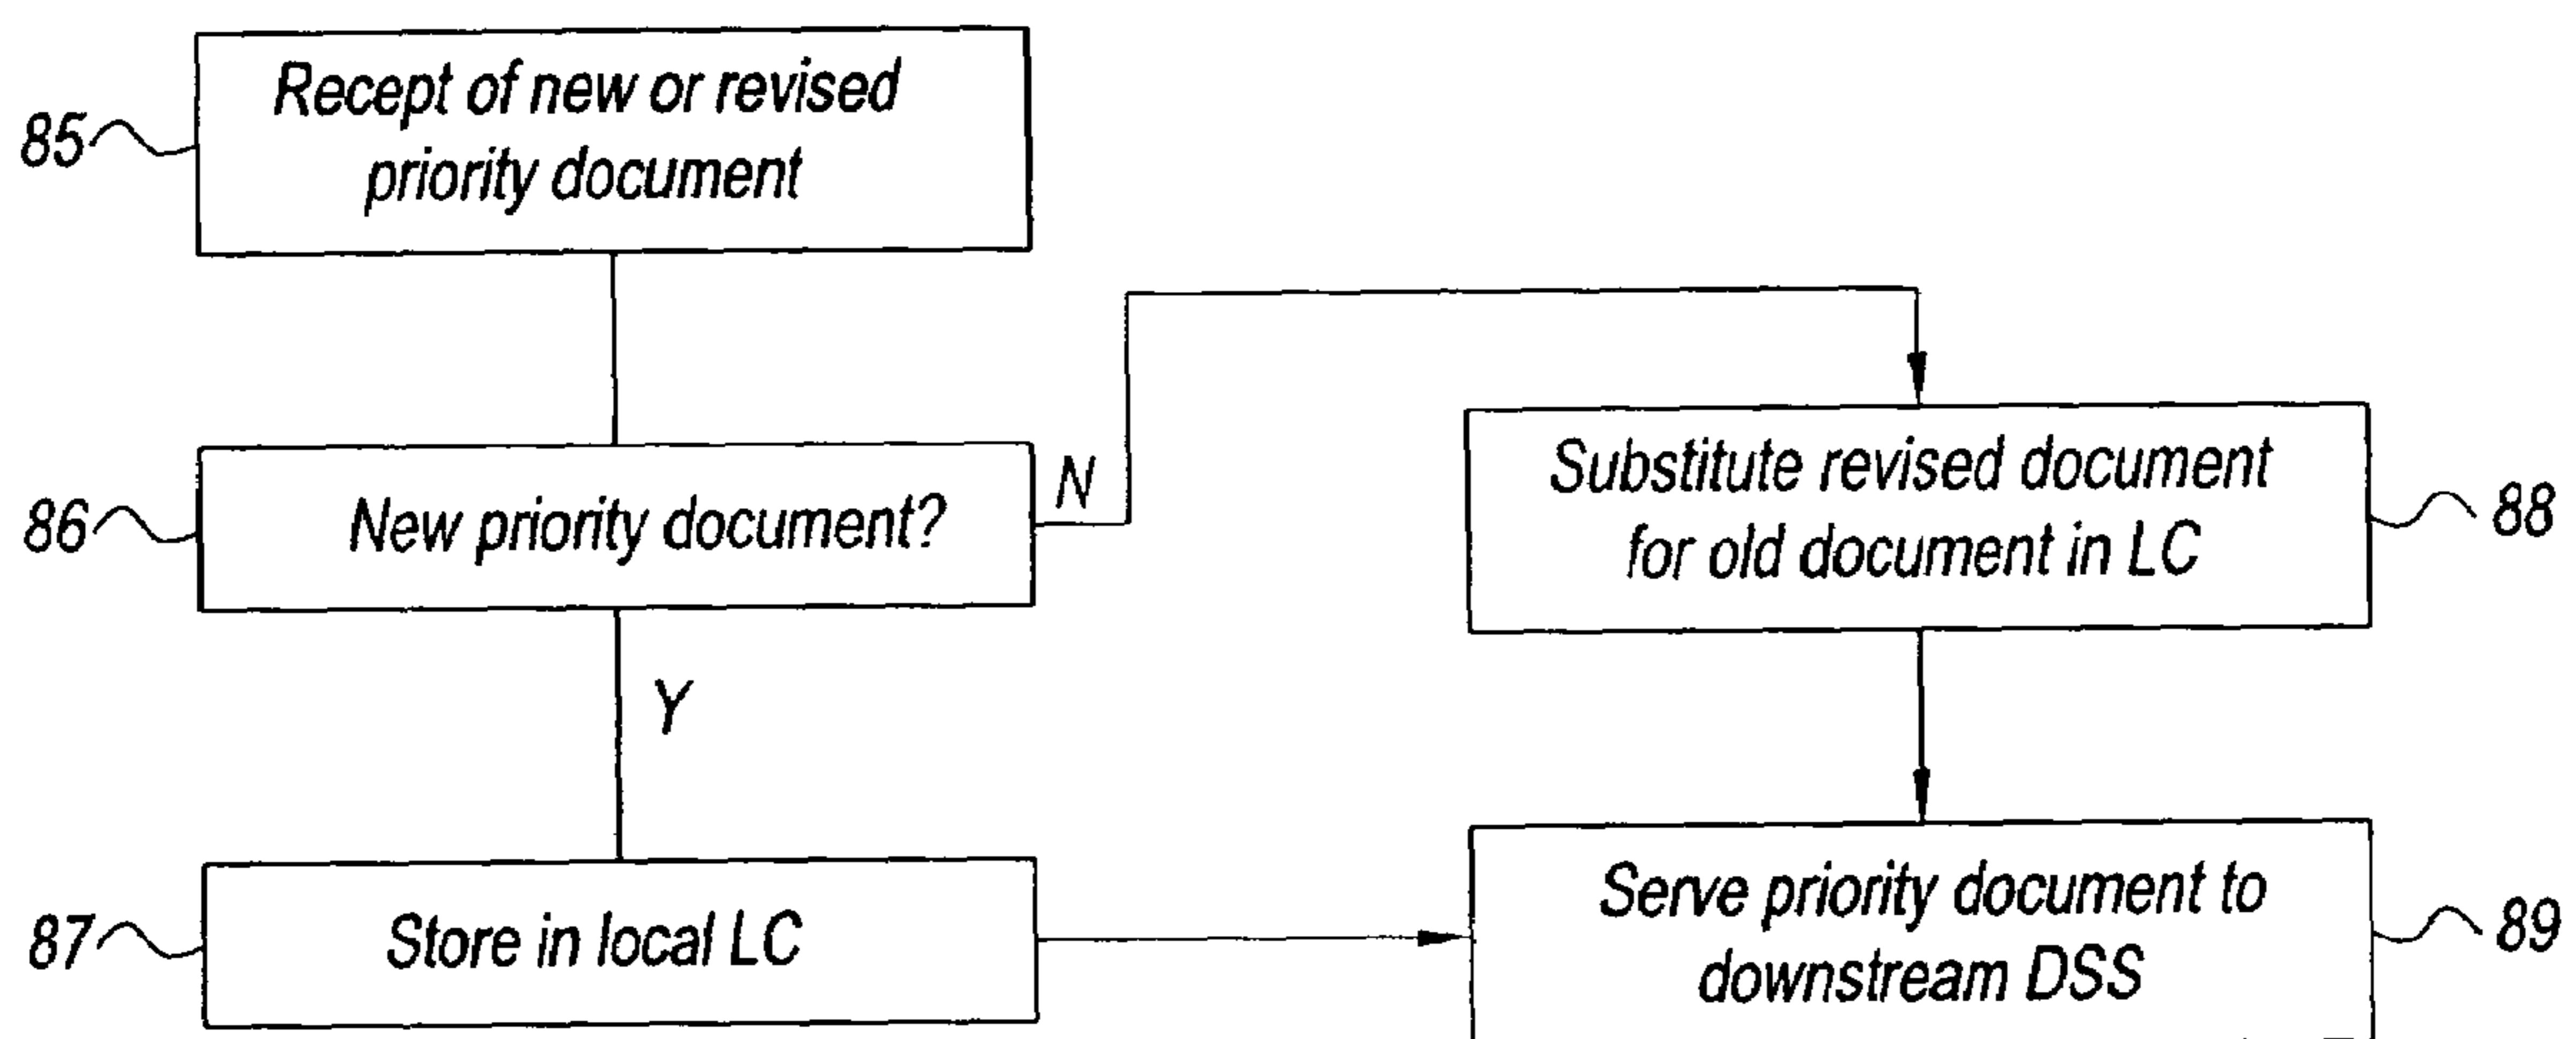 85
Recept of new or revised
priority document
86
New priority document?
N
Y
87
Store in local LC
Substitute revised document
for old document in LC
88
Serve priority document to
downstream DSS
89